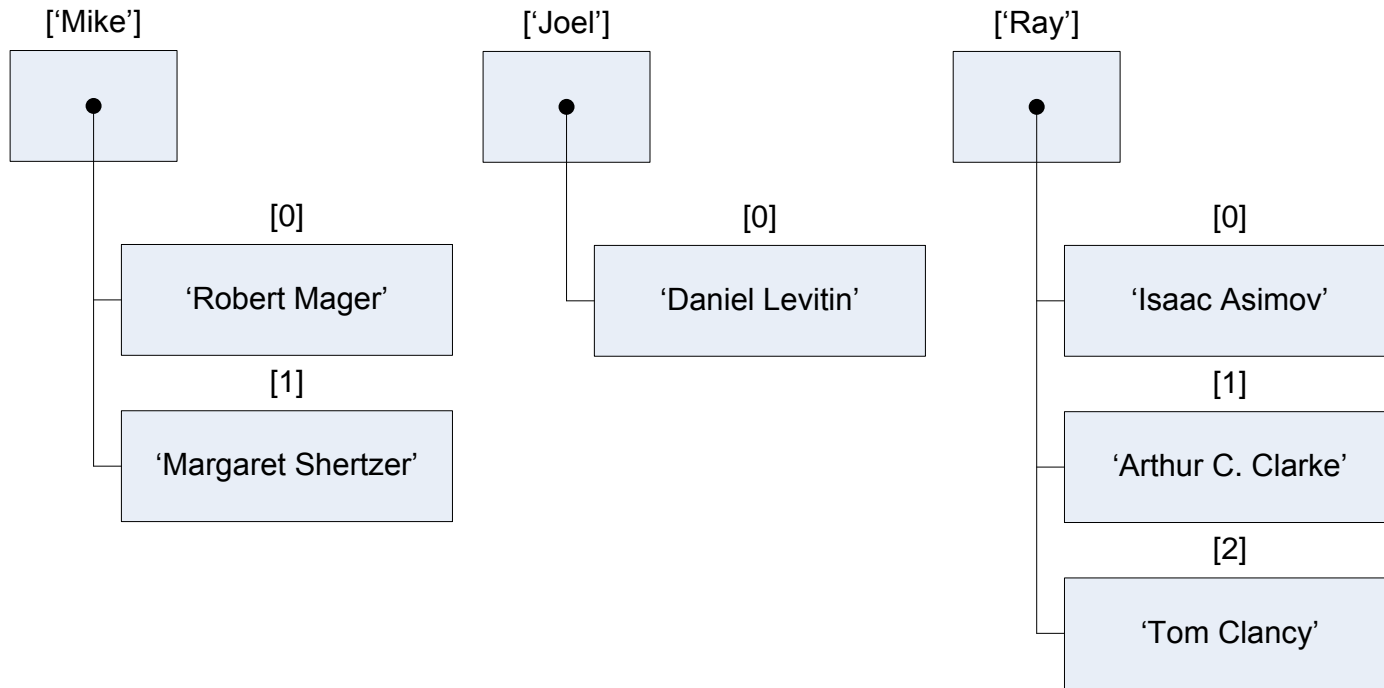 [‘Mike’]
[0]
‘Robert Mager’
[1]
‘Margaret Shertzer’
[‘Joel’]
[0]
‘Daniel Levitin’
[‘Ray’]
[0]
‘Isaac Asimov’
[1]
‘Arthur C. Clarke’
[2]
‘Tom Clancy’